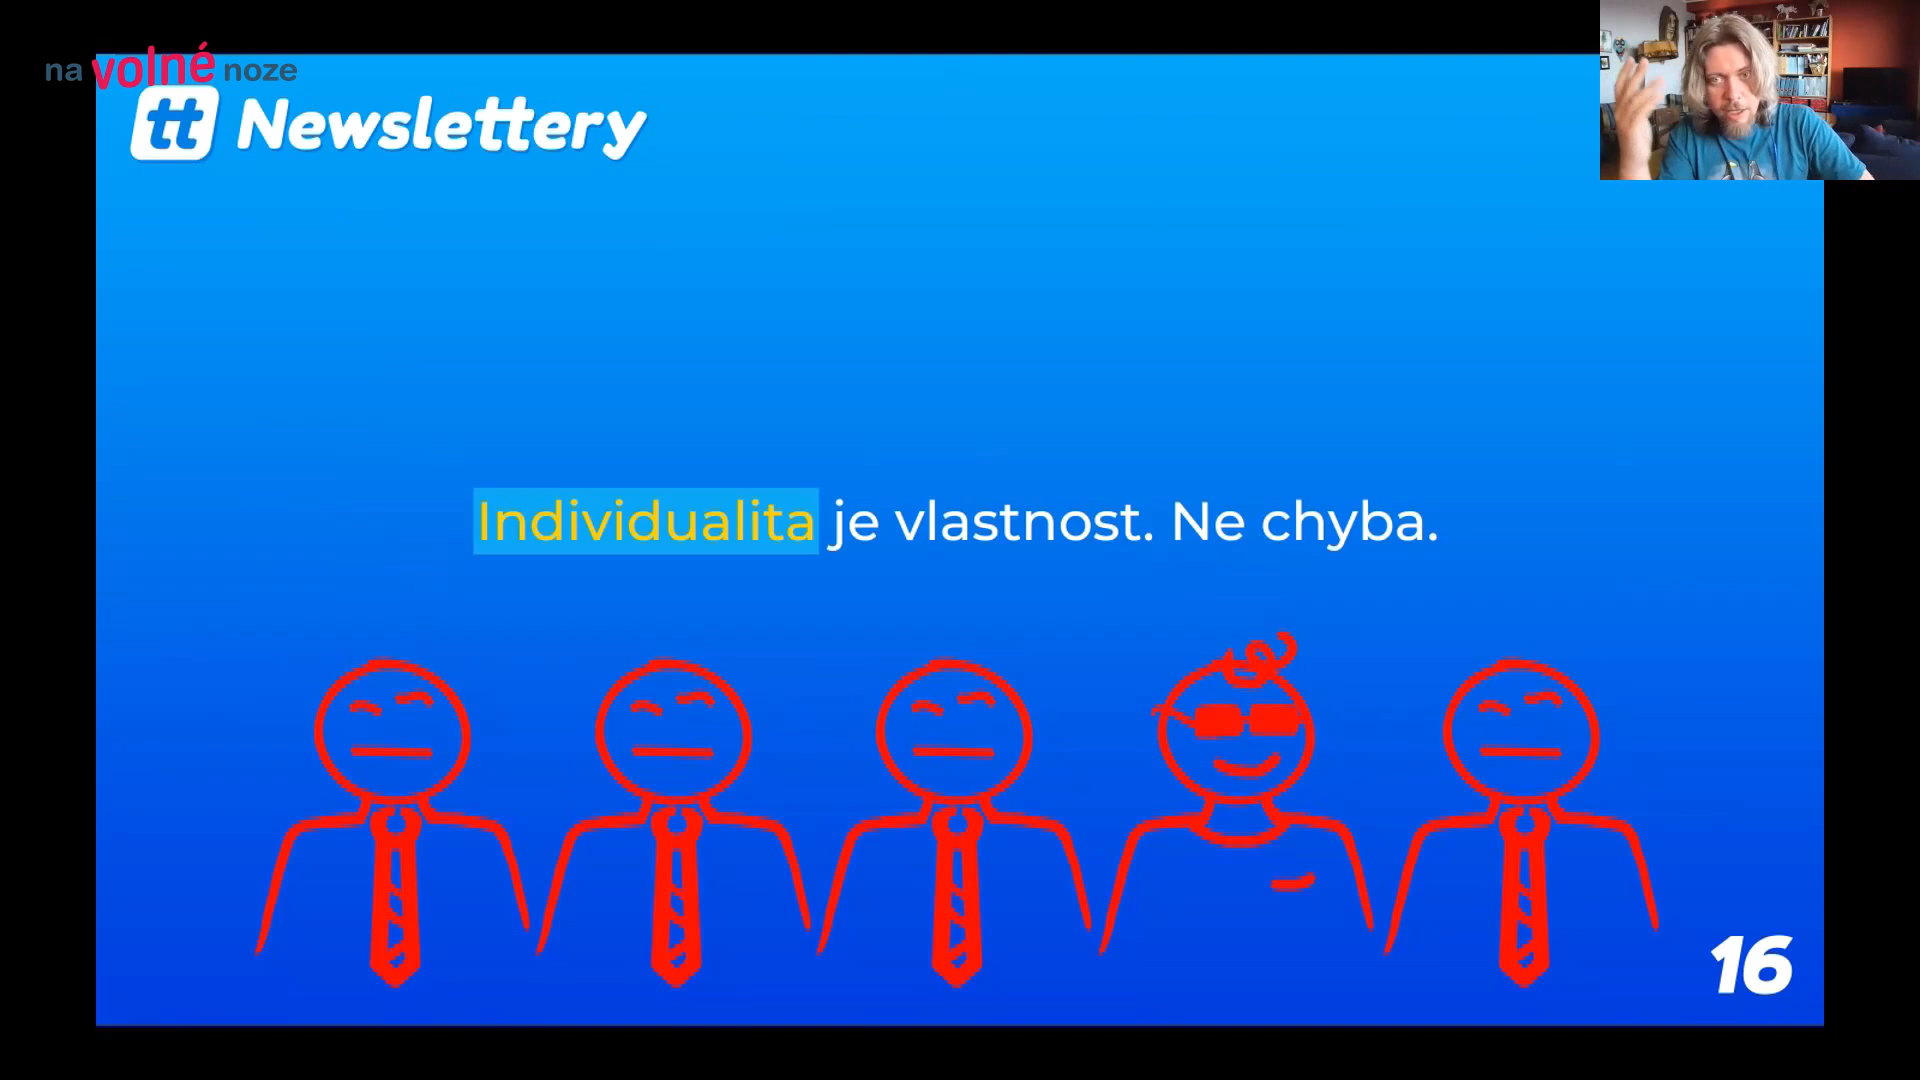 na volné noze
tt Newslettery
Individualita je vlastnost. Ne chyba.
16